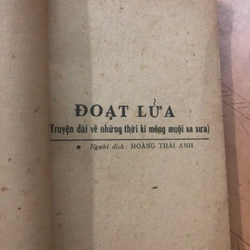 ĐOẠT LỬA
(Truyện dài về những thời kì mông muội xa xưa)
• Người dịch : HOÀNG THÁI ANH